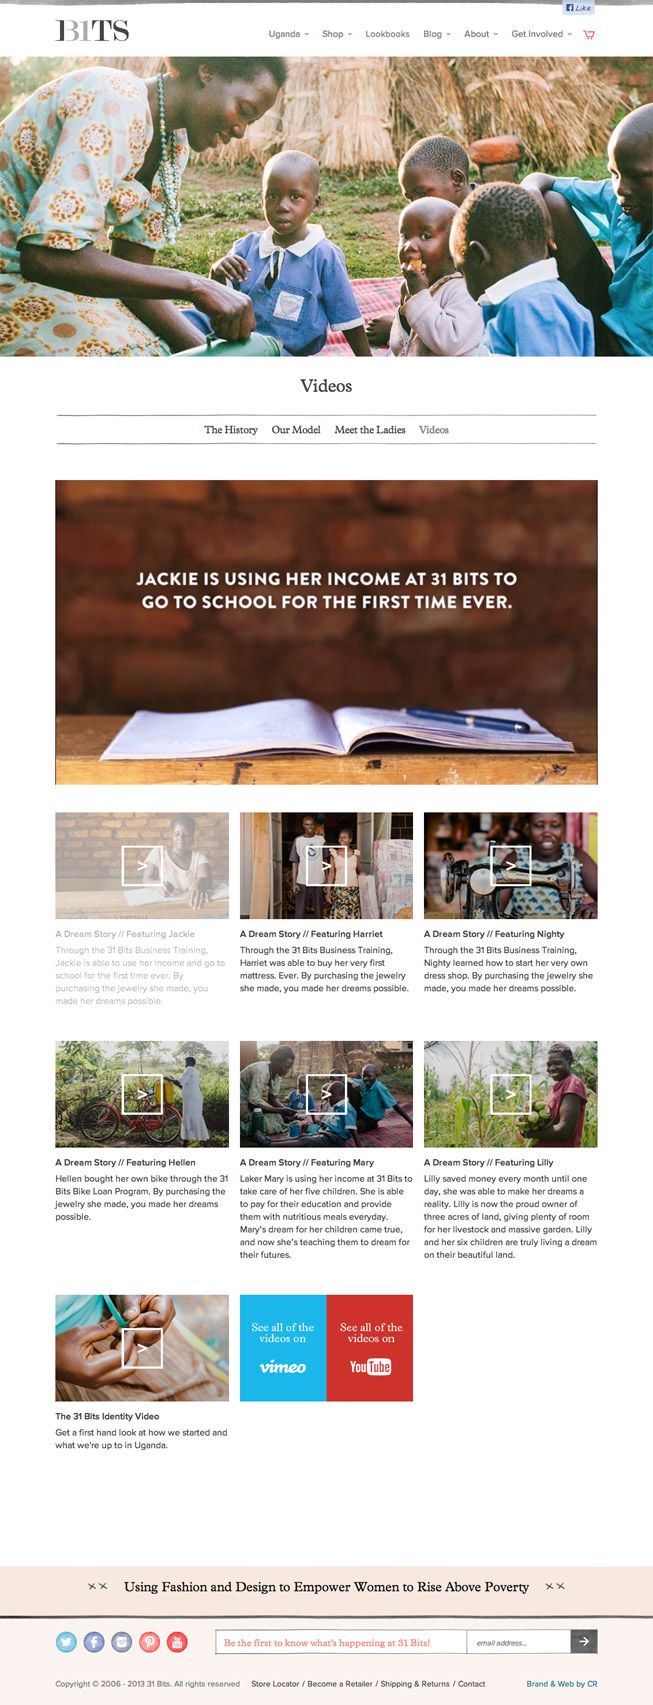 Like
31 BITS
Uganda Shop Lookbooks Blog About Get Involved
Videos
The History Our Model Meet the Ladies Videos
JACKIE IS USING HER INCOME AT 31 BITS TO
GO TO SCHOOL FOR THE FIRST TIME EVER.
A Dream Story // Featuring Jackie
Through the 31 Bits Business Training,
Jackie is able to use her income and go to
school for the first time ever. By
purchasing the jewelry she made, you
made her dreams possible.
A Dream Story // Featuring Harriet
Through the 31 Bits Business Training,
Harriet was able to buy her very first
mattress. Ever. By purchasing the jewelry
she made, you made her dreams possible.
A Dream Story // Featuring Nighty
Through the 31 Bits Business Training,
Nighty learned how to start her very own
dress shop. By purchasing the jewelry she
made, you made her dreams possible.
A Dream Story // Featuring Hellen
Hellen bought her own bike through the 31
Bits Bike Loan Program. By purchasing the
jewelry she made, you made her dreams
possible.
A Dream Story // Featuring Mary
Laker Mary is using her income at 31 Bits to
take care of her five children. She is able
to pay for their education and provide
them with nutritious meals everyday.
Mary's dream for her children came true,
and now she's teaching them to dream for
their futures.
A Dream Story // Featuring Lilly
Lilly saved money every month until one
day, she was able to make her dreams a
reality. Lilly is now the proud owner of
three acres of land, giving plenty of room
for her livestock and massive garden. Lilly
and her six children are truly living a dream
on their beautiful land.
The 31 Bits Identity Video
Get a first hand look at how we started and
what we're up to in Uganda.
See all of the
videos on
vimeo
See all of the
videos on
YouTube
Using Fashion and Design to Empower Women to Rise Above Poverty
Be the first to know what's happening at 31 Bits! email address...
Copyright © 2006 - 2013 31 Bits. All rights reserved Store Locator / Become a Retailer / Shipping & Returns / Contact Brand & Web by CR